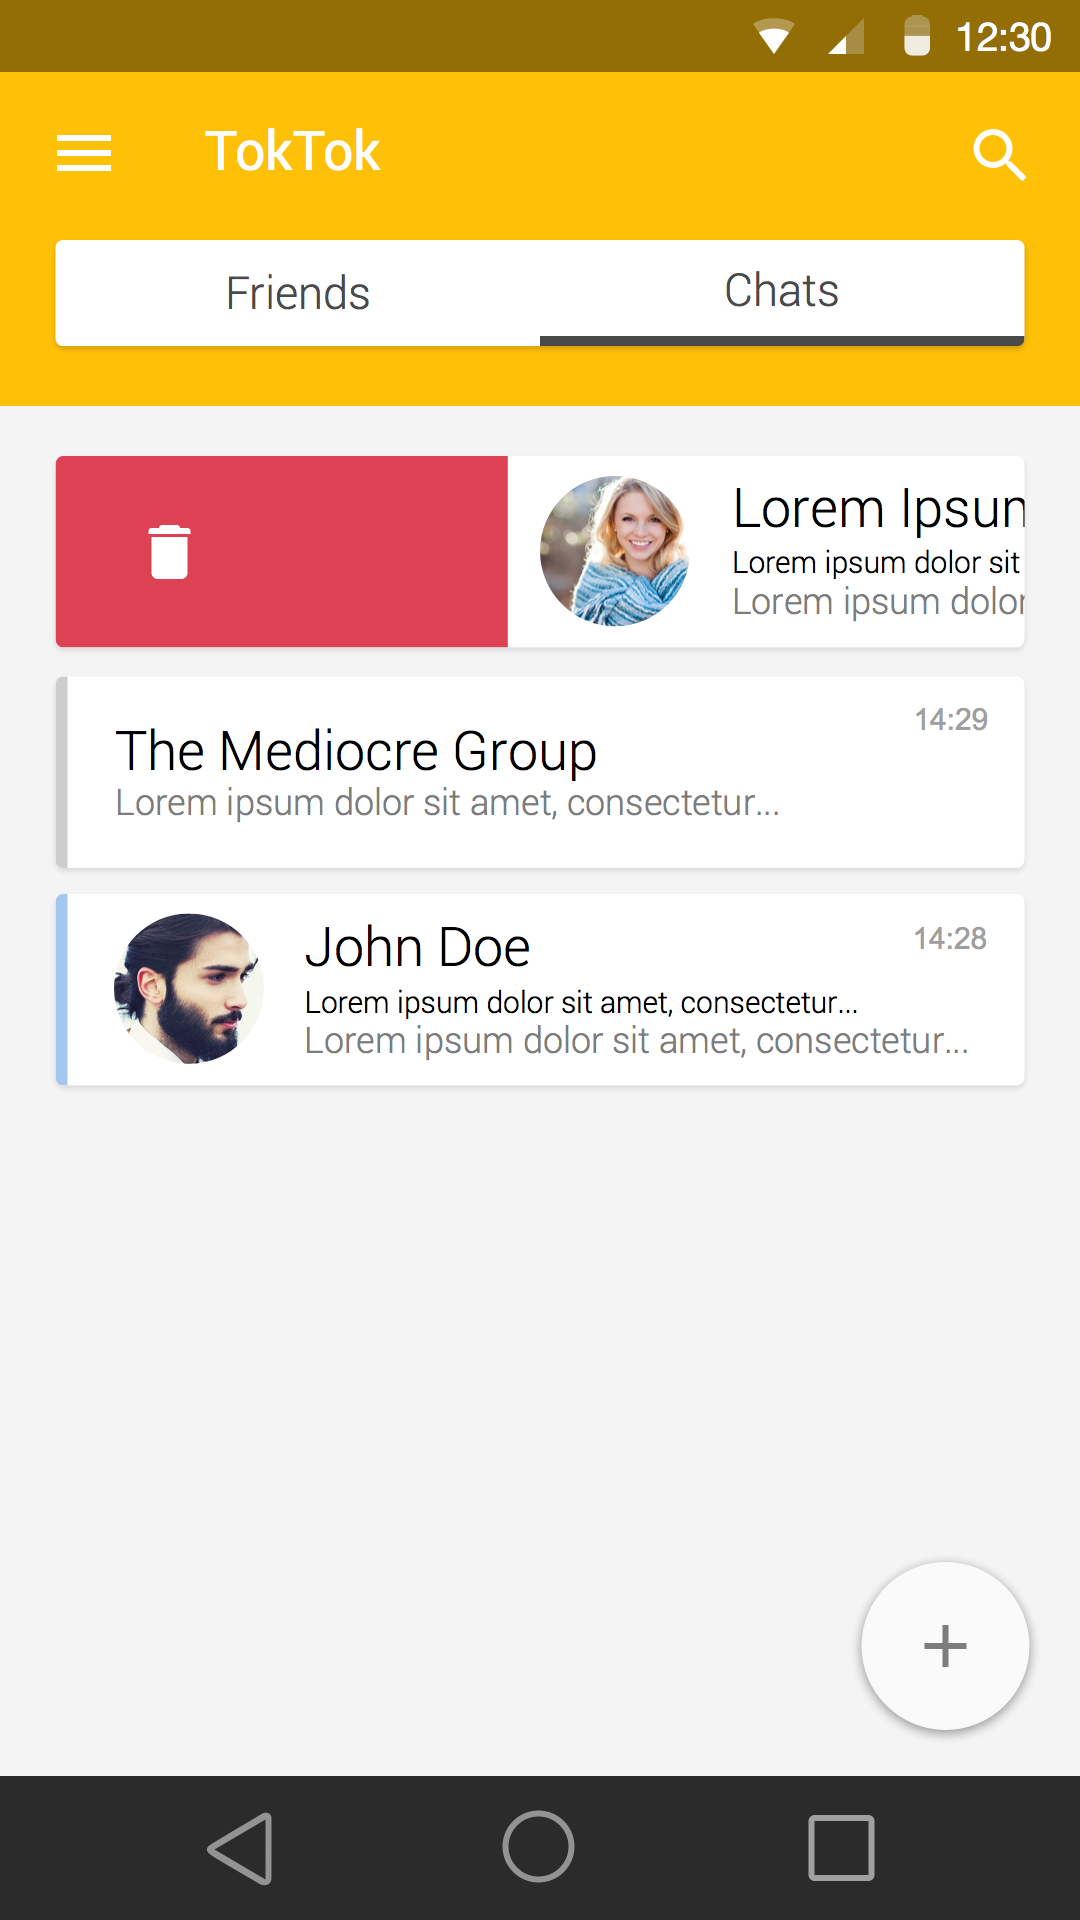 12:30
TokTok
Friends
Chats
Lorem Ipsum
Lorem ipsum dolor sit
Lorem ipsum dolor
The Mediocre Group
14:29
Lorem ipsum dolor sit amet, consectetur...
John Doe
14:28
Lorem ipsum dolor sit amet, consectetur...
Lorem ipsum dolor sit amet, consectetur...